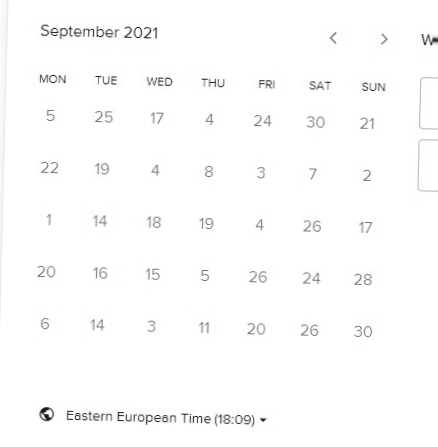 September 2021
MON TUE WED THU FRI SAT SUN
5 25 17 4 24 30 21
22 19 4 8 3 7 2
1 14 18 19 4 26 17
20 16 15 5 26 24 28
6 14 3 11 20 26 30
Eastern European Time (18:09)